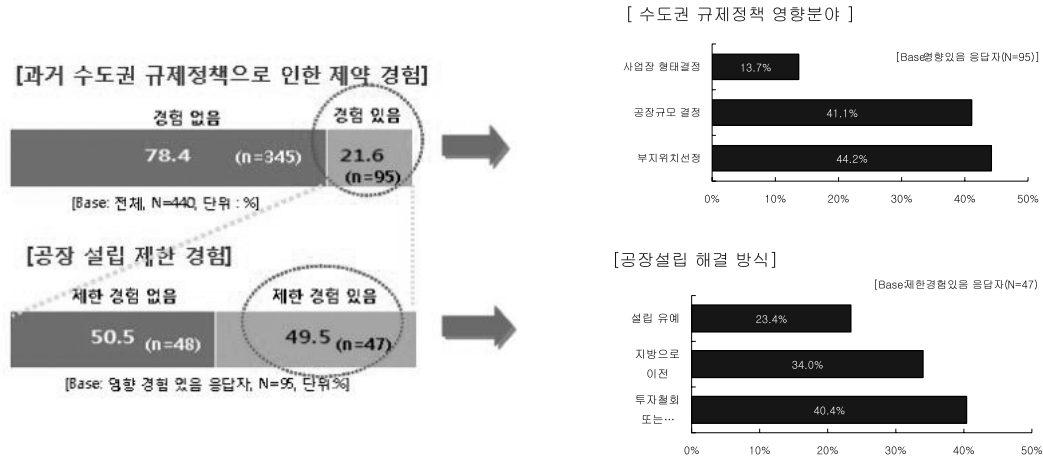 [과거 수도권 규제정책으로 인한 제약 경험]
경험 없음
경험 있음
78.4 (n=345)
21.6
(n=95)
[Base: 전체, N=440, 단위 : %]
[공장 설립 제한 경험]
제한 경험 없음
제한 경험 있음
50.5 (n=48)
49.5 (n=47)
[Base: 영향 경험 있음 응답자, N=95, 단위:%]
[ 수도권 규제정책 영향분야 ]
[Base영향있음 응답자(N=95)]
사업장 형태결정
13.7%
공장규모 결정
41.1%
부지위치선정
44.2%
0% 10% 20% 30% 40% 50%
[공장설립 해결 방식]
[Base제한경험있음 응답자(N=47
설립 유예
23.4%
지방으로
이전
34.0%
투자철회
또는…
40.4%
0% 10% 20% 30% 40% 50%